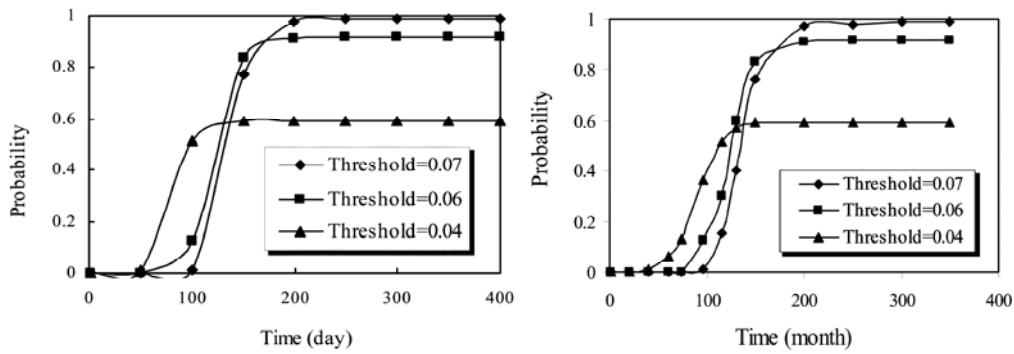 1
0.8
0.6
0.4
0.2
0
Probability
0 100 200 300 400
Time (day)
Threshold=0.07
Threshold=0.06
Threshold=0.04
1
0.8
0.6
0.4
0.2
0
Probability
0 100 200 300 400
Time (month)
Threshold=0.07
Threshold=0.06
Threshold=0.04